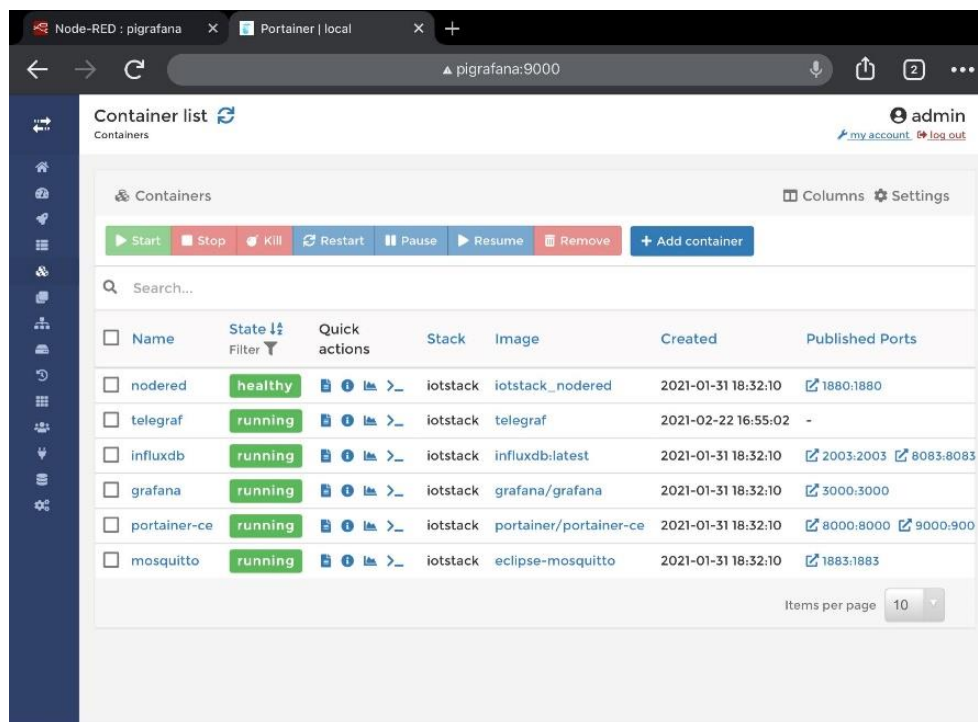 Node-RED : pigrafana
Portainer | local
pigrafana:9000
2
Container list
Containers
admin
my account log out
Containers
Columns Settings
Start Stop Kill Restart Pause Resume Remove + Add container
Search...
Name State Filter Quick actions Stack Image Created Published Ports
nodered healthy iotstack iotstack_nodered 2021-01-31 18:32:10 1880:1880
telegraf running iotstack telegraf 2021-02-22 16:55:02 -
influxdb running iotstack influxdb:latest 2021-01-31 18:32:10 2003:2003 8083:8083
grafana running iotstack grafana/grafana 2021-01-31 18:32:10 3000:3000
portainer-ce running iotstack portainer/portainer-ce 2021-01-31 18:32:10 8000:8000 9000:900
mosquitto running iotstack eclipse-mosquitto 2021-01-31 18:32:10 1883:1883
Items per page 10